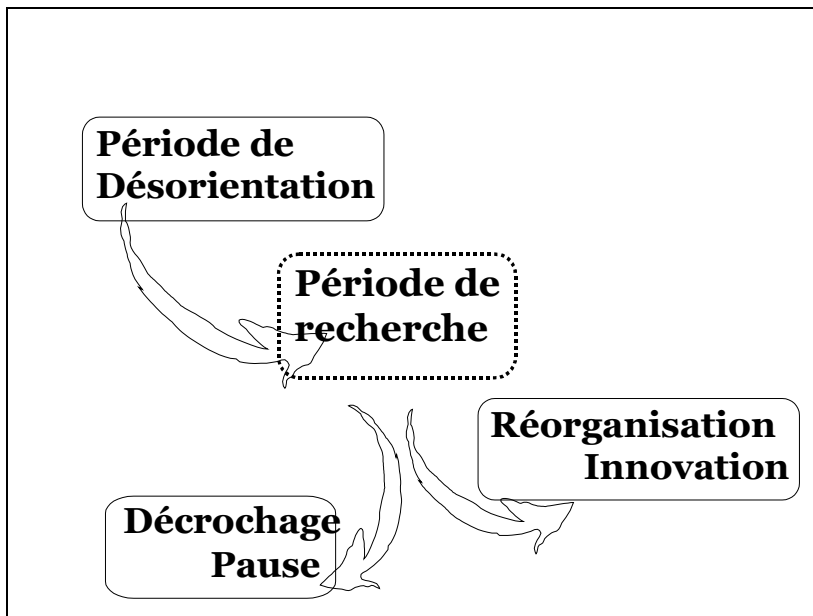 Période de
Désorientation
Période de
recherche
Réorganisation
Innovation
Décrochage
Pause